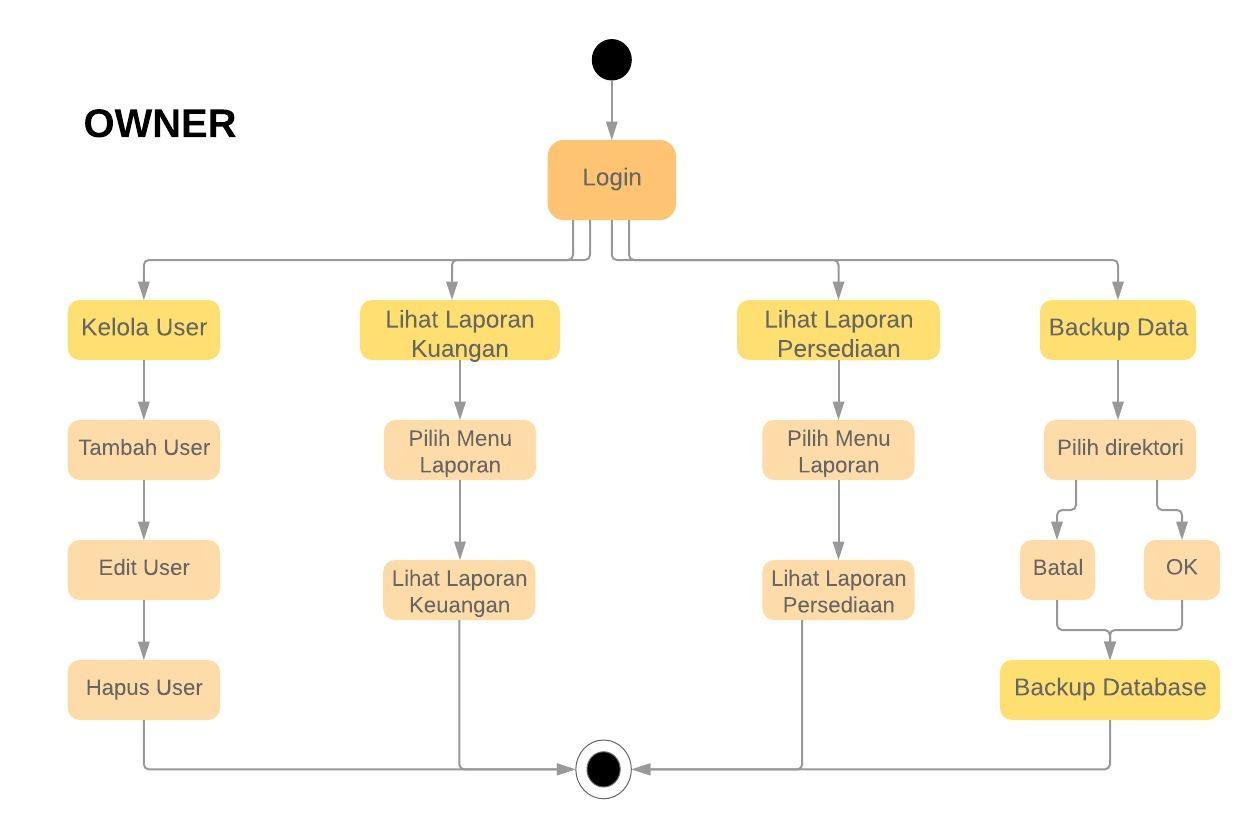 OWNER
Login
Kelola User
Lihat Laporan
Kuangan
Lihat Laporan
Persediaan
Backup Data
Tambah User
Pilih Menu
Laporan
Pilih Menu
Laporan
Pilih direktori
Edit User
Lihat Laporan
Keuangan
Lihat Laporan
Persediaan
Batal
OK
Hapus User
Backup Database